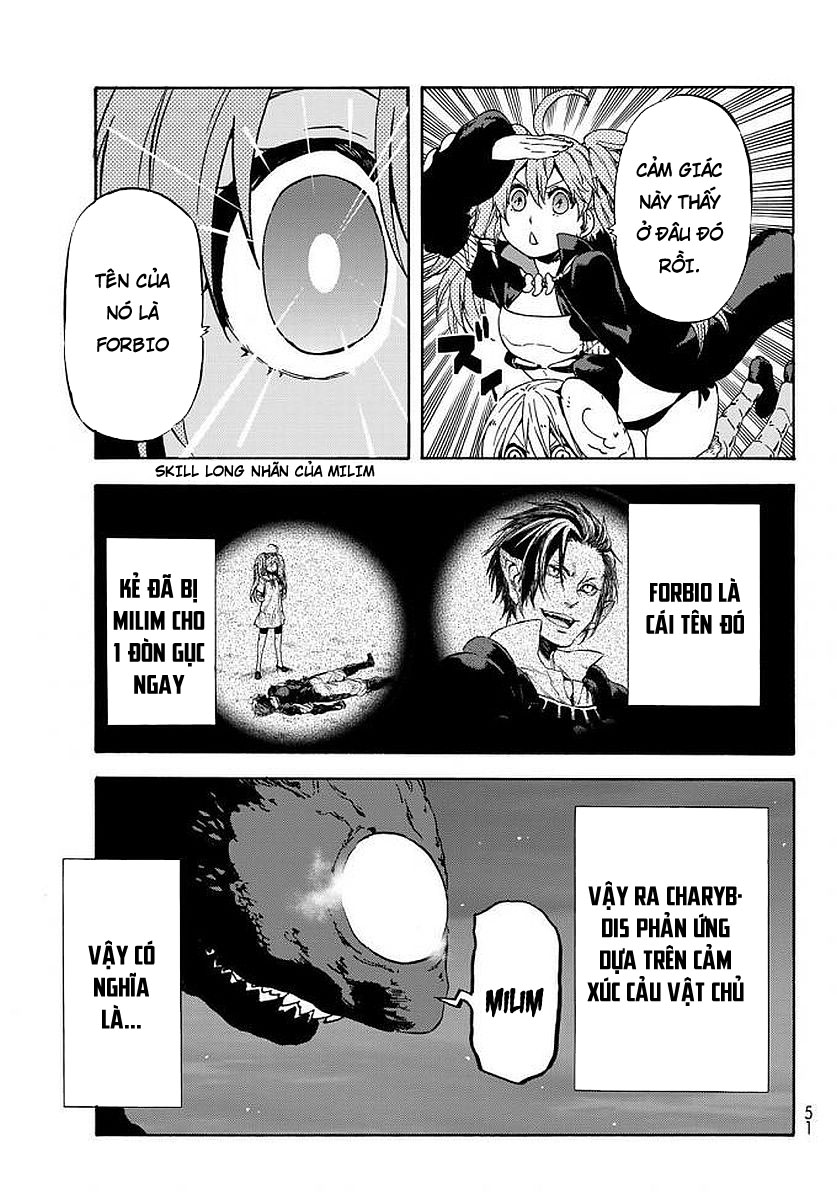 CẢM GIÁC
NÀY THẤY
Ở ĐÂU ĐÓ
RỒI.
ズズ
TÊN CỦA
NÓ LÀ
FORBIO
SKILL LONG NHÃN CỦA MILIM
FORBIO LÀ
CÁI TÊN ĐÓ
KẺ ĐÃ BỊ
MILIM CHO
1 ĐÒN GỤC
NGAY
VẬY RA CHARYB-
DIS PHẢN ỨNG
DỰA TRÊN CẢM
XÚC CẢU VẬT CHỦ
MILIM
VẬY CÓ
NGHĨA
LÀ...
51